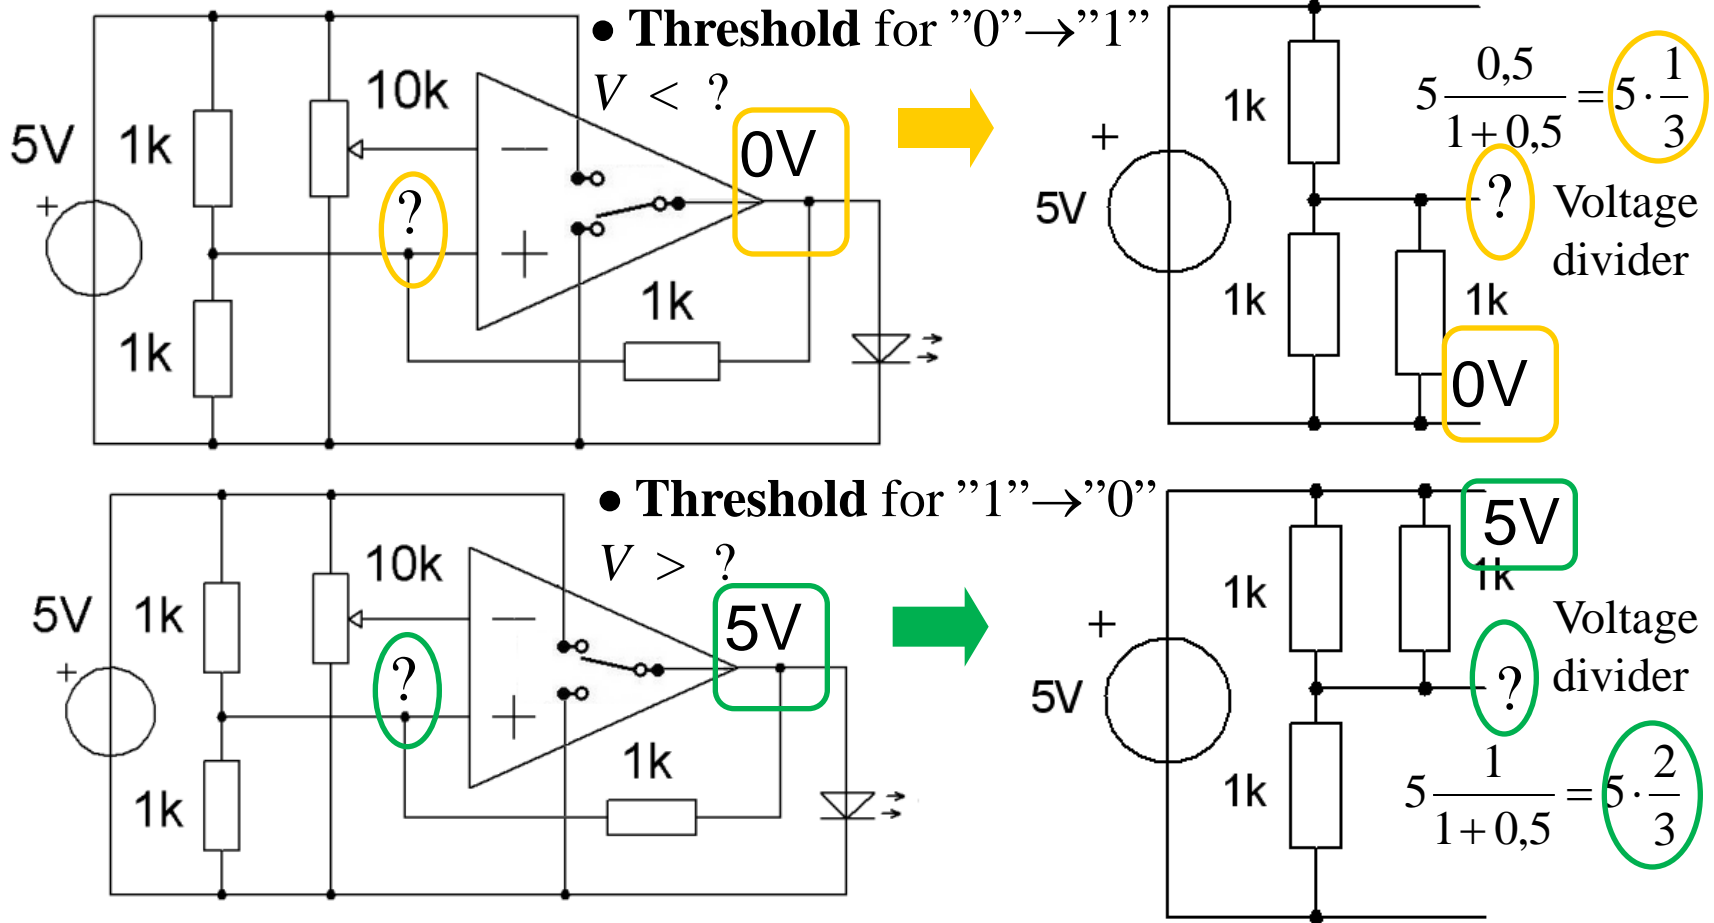 ● Threshold for ”0”→”1”
V < ?
5V
+
1k
1k
10k
?
−
+
0V
1k
+
5V
1k
1k
1k
0V
?
5 0,5 / 1+0,5 = 5 · 1/3
Voltage
divider
● Threshold for ”1”→”0”
V > ?
5V
+
1k
1k
10k
?
−
+
5V
1k
+
5V
1k
1k
1k
5V
?
Voltage
divider
5 1 / 1+0,5 = 5 · 2/3